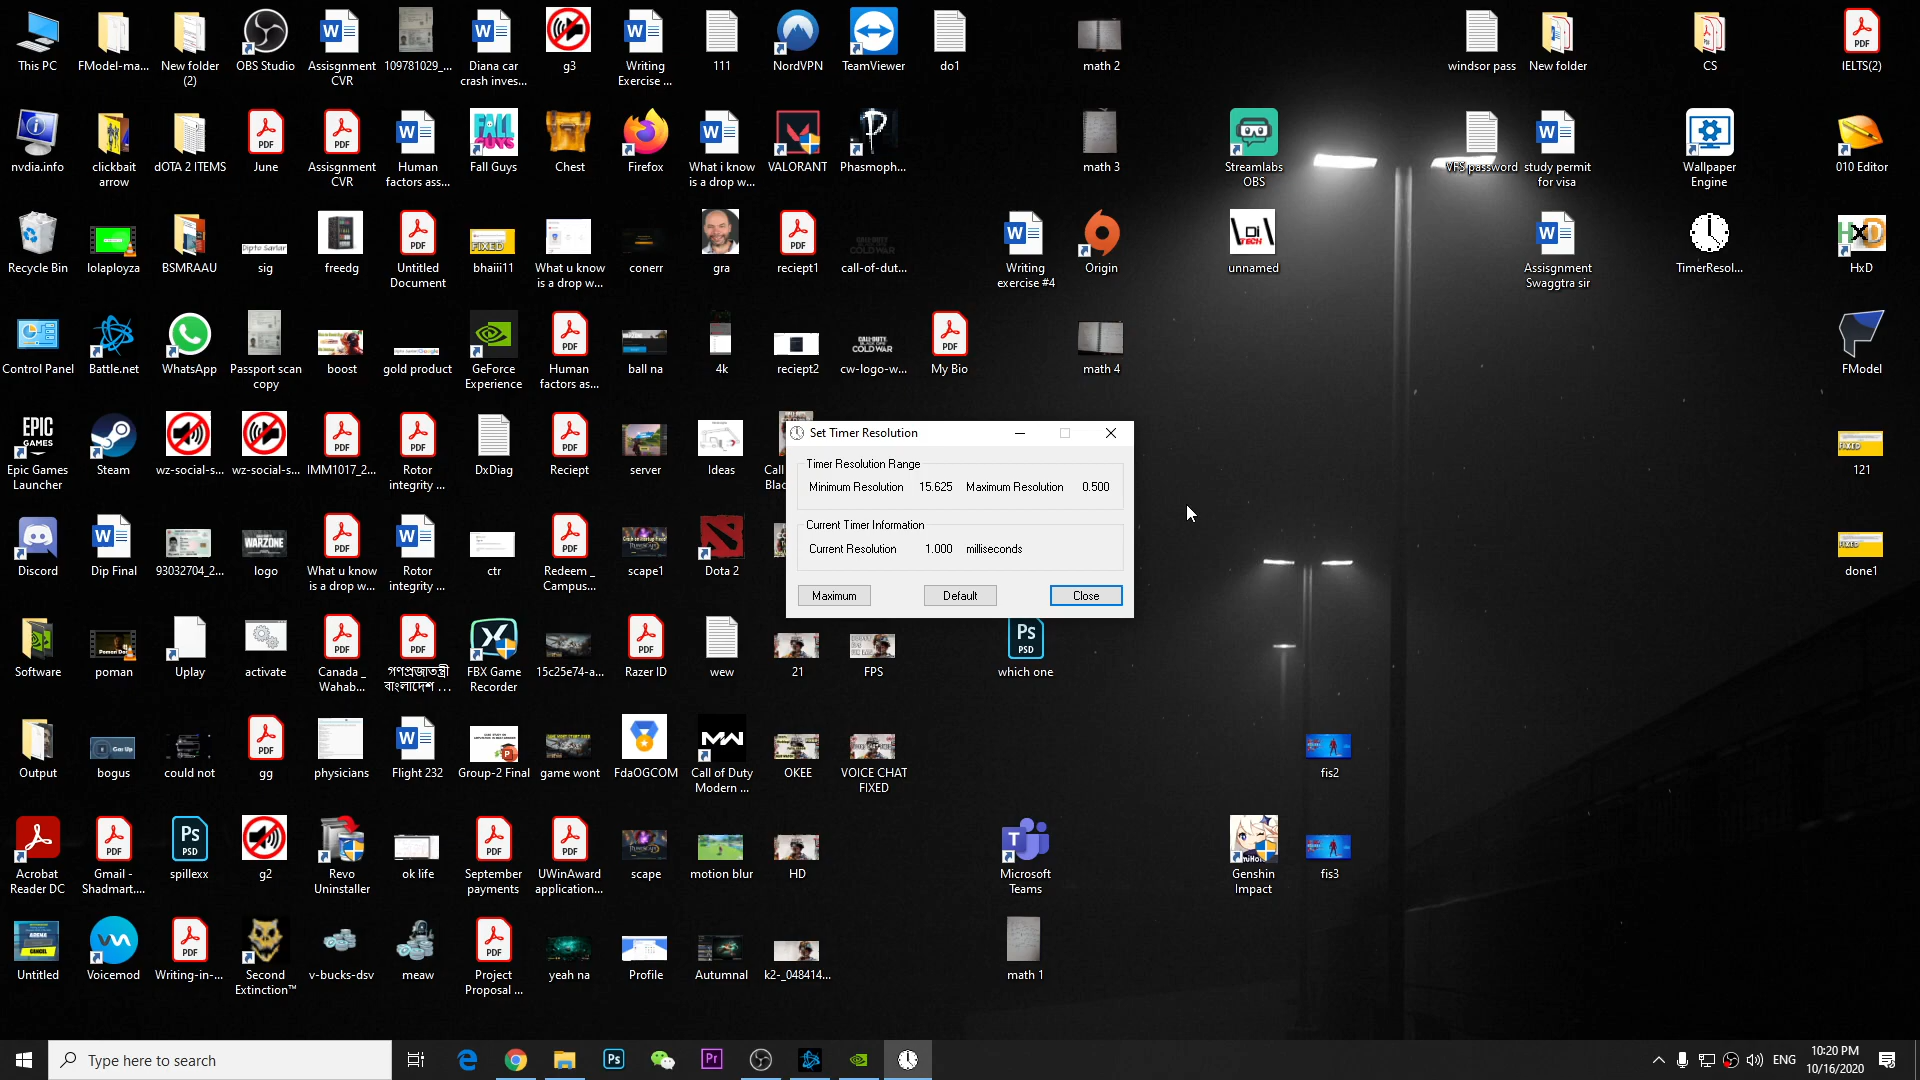 This PC
FModel-ma...
New folder
(2)
OBS Studio
Assisgnment
CVR
109781029_...
Diana car
crash inves...
g3
Writing
Exercise ...
111
NordVPN
TeamViewer
do1
math 2
windsor pass
New folder
CS
IELTS(2)
nvdia.info
clickbait
arrow
dOTA 2 ITEMS
June
Assisgnment
CVR
Human
factors ass...
Fall Guys
Chest
Firefox
What i know
is a drop w...
VALORANT
Phasmoph...
math 3
Streamlabs
OBS
VFS password
study permit
for visa
Wallpaper
Engine
010 Editor
Recycle Bin
lolaployza
BSMRAAU
sig
freedg
Untitled
Document
bhaiii11
What u know
is a drop w...
conerr
gra
reciept1
call-of-dut...
Writing
exercise #4
Origin
unnamed
Assisgnment
Swaggtra sir
TimerResol...
HxD
Control Panel
Battle.net
WhatsApp
Passport scan
copy
boost
gold product
GeForce
Experience
Human
factors as...
ball na
4k
reciept2
cw-logo-w...
My Bio
math 4
FModel
Epic Games
Launcher
Steam
wz-social-s...
wz-social-s...
IMM1017_2...
Rotor
integrity ...
DxDiag
Reciept
server
Ideas
Set Timer Resolution
Timer Resolution Range
Minimum Resolution 15.625 Maximum Resolution 0.500
Current Timer Information
Current Resolution 1.000 milliseconds
Maximum
Default
Close
121
Discord
Dip Final
93032704_2...
logo
What u know
is a drop w...
Rotor
integrity ...
ctr
Redeem _
Campus...
scape1
Dota 2
done1
Software
poman
Uplay
activate
Canada _
Wahab...
গণপ্রজাতন্ত্রী
বাংলাদেশ ...
FBX Game
Recorder
15c25e74-a...
Razer ID
wew
21
FPS
which one
Output
bogus
could not
gg
physicians
Flight 232
Group-2 Final
game wont
FdaOGCOM
Call of Duty
Modern ...
OKEE
VOICE CHAT
FIXED
fis2
Acrobat
Reader DC
Gmail -
Shadmart....
spillexx
g2
Revo
Uninstaller
ok life
September
payments
UWinAward
application...
scape
motion blur
HD
Microsoft
Teams
Genshin
Impact
fis3
Untitled
Voicemod
Writing-in-...
Second
Extinction™
v-bucks-dsv
meaw
Project
Proposal ...
yeah na
Profile
Autumnal
k2-_048414...
math 1
Type here to search
ENG
10:20 PM
10/16/2020